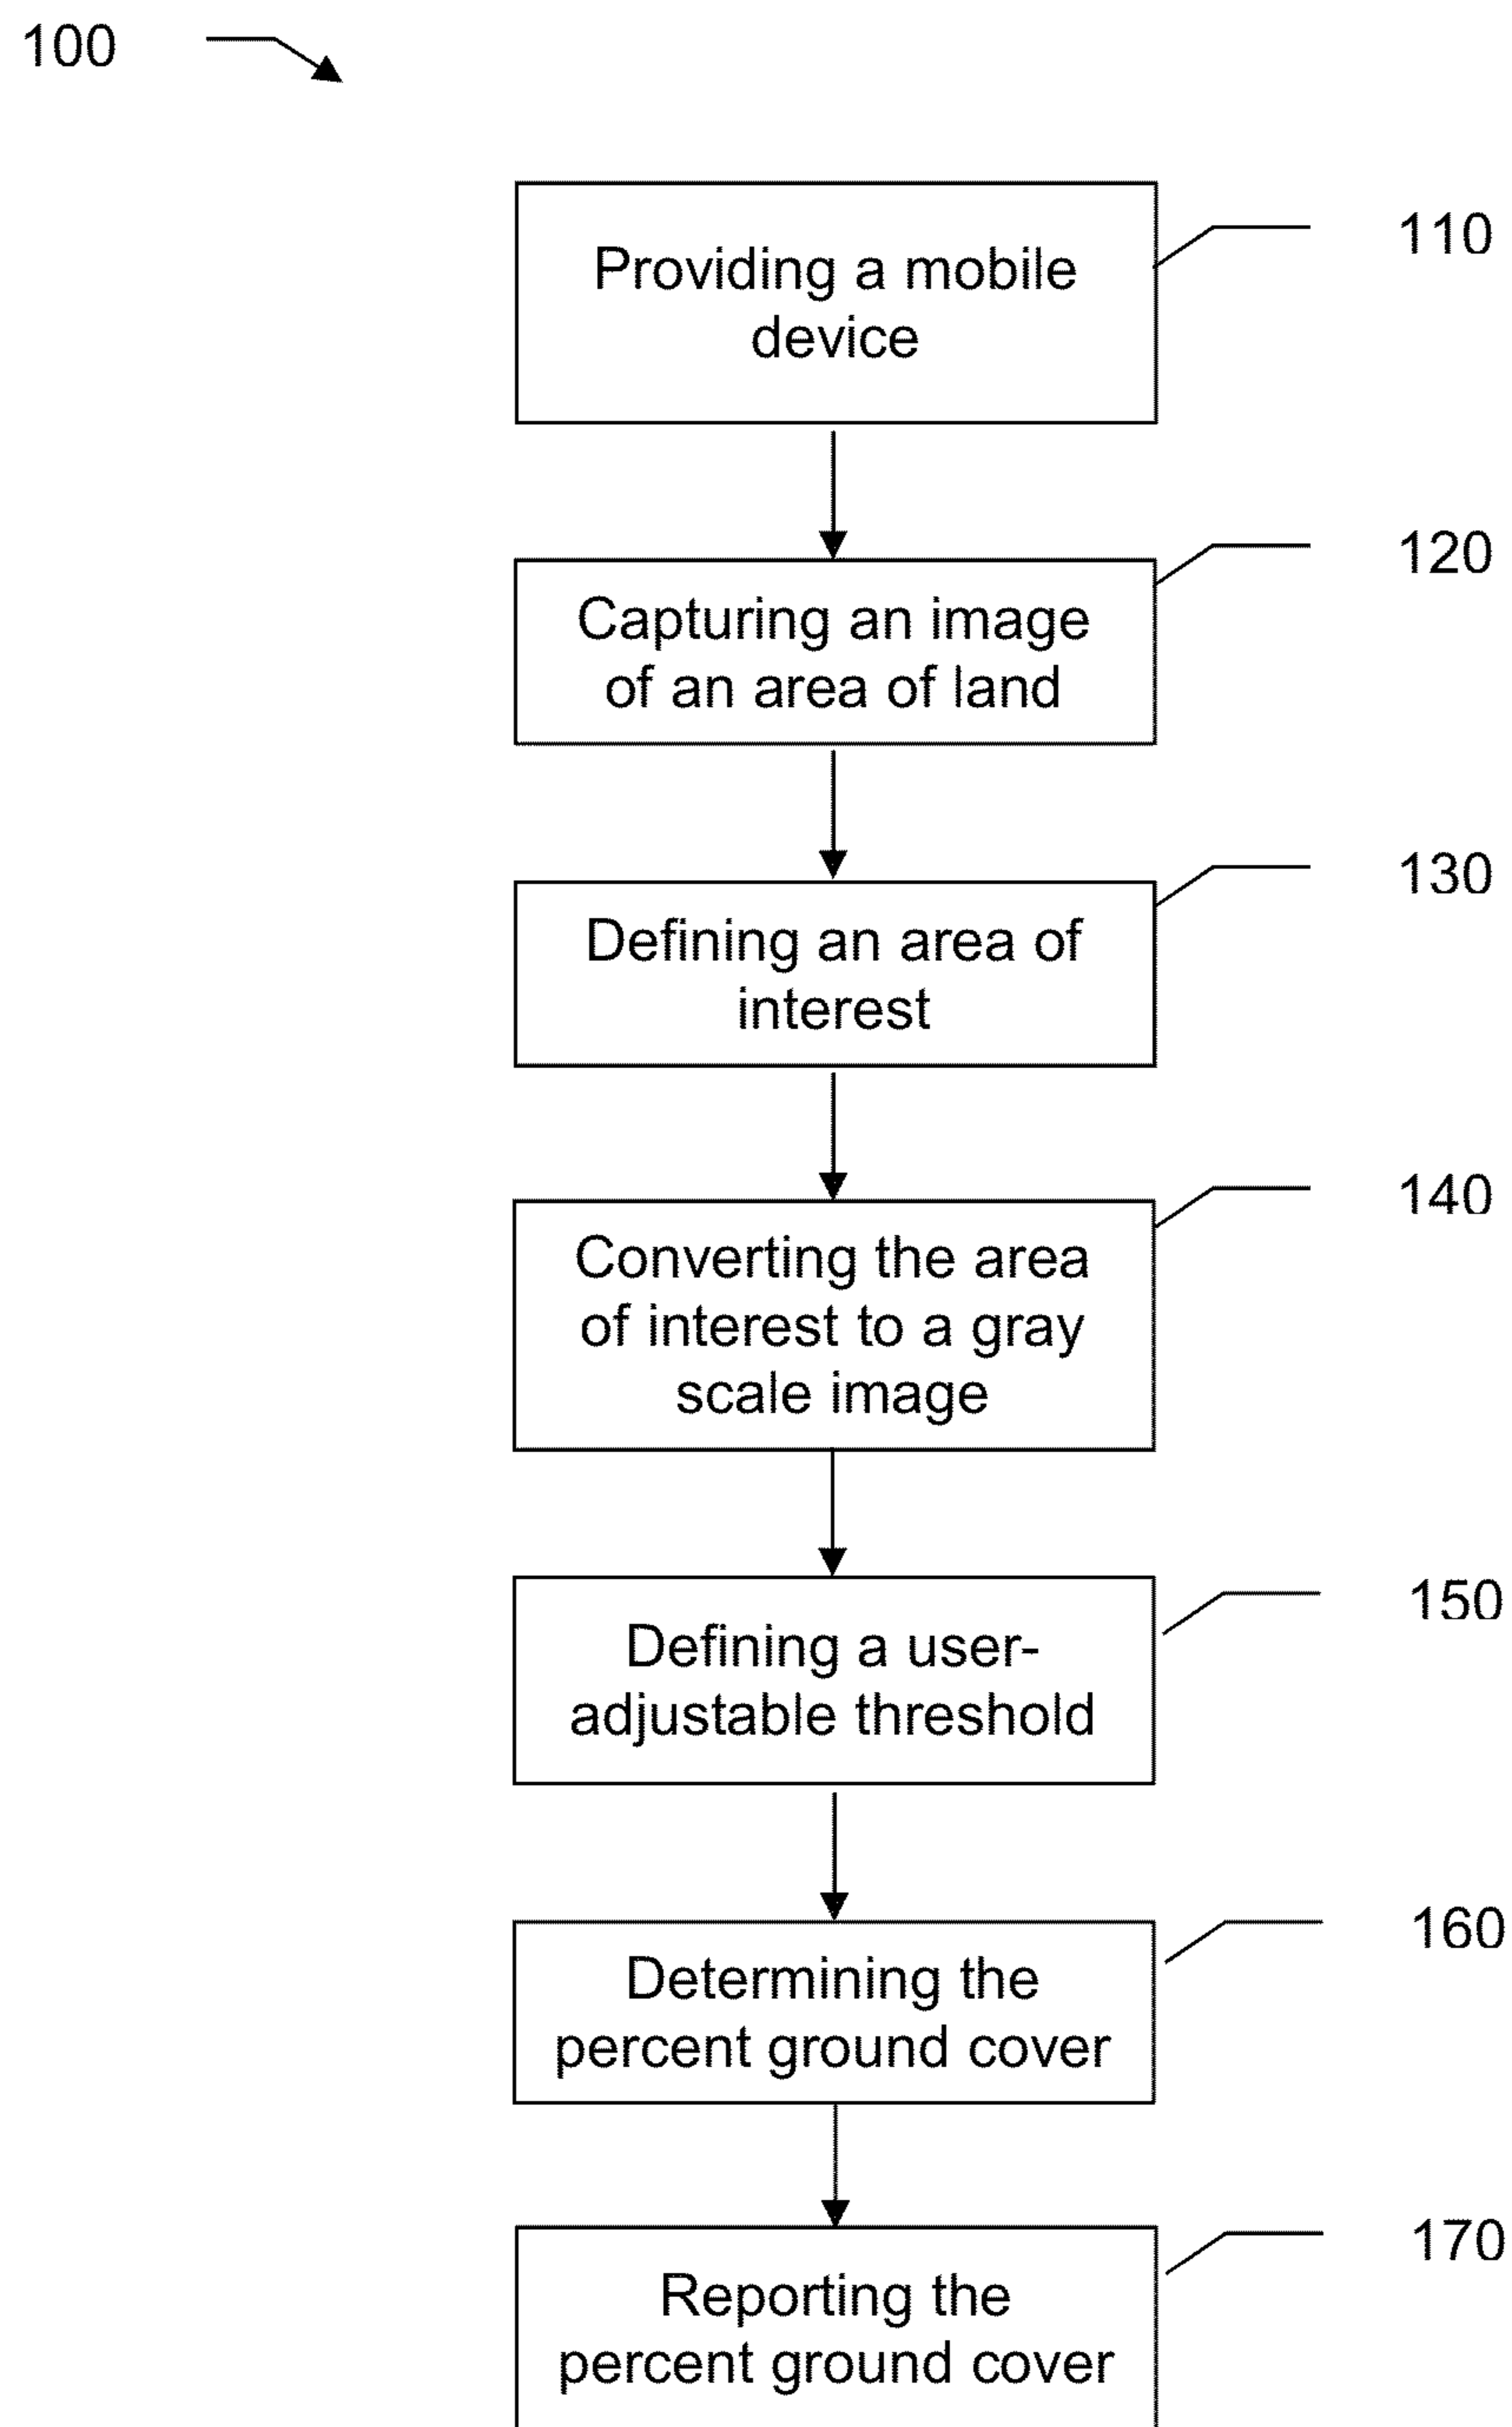 100
Providing a mobile
device
110
Capturing an image
of an area of land
120
Defining an area of
interest
130
Converting the area
of interest to a gray
scale image
140
Defining a user-
adjustable threshold
150
Determining the
percent ground cover
160
Reporting the
percent ground cover
170